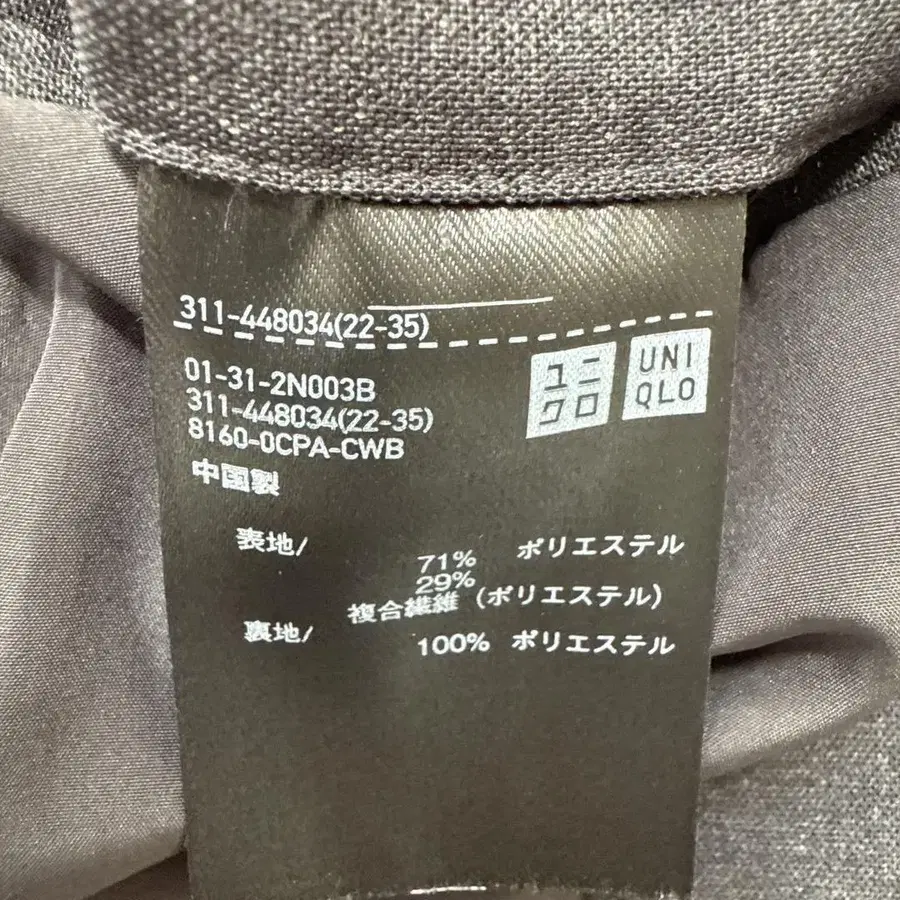 311-448034(22-35)
ユニ
クロ
UNI
QLO
01-31-2N003B
311-448034(22-35)
8160-0CPA-CWB
中国製
表地/
71% ポリエステル
29%
複合繊維 (ポリエステル)
裏地/
100% ポリエステル